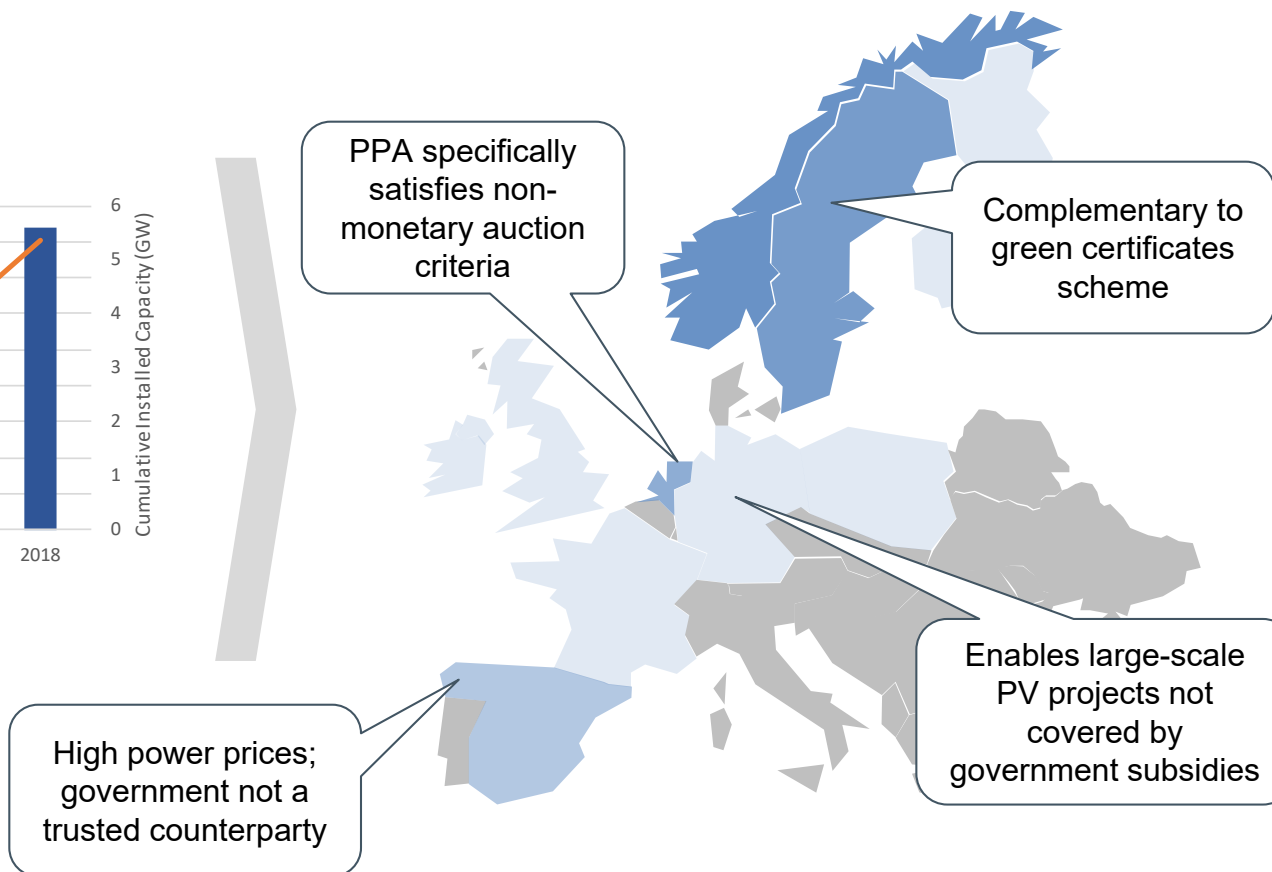 PPA specifically
satisfies non-
monetary auction
criteria
Complementary to
green certificates
scheme
6
5
4
3
2
1
0
Cumulative Installed Capacity (GW)
2018
High power prices;
government not a
trusted counterparty
Enables large-scale
PV projects not
covered by
government subsidies